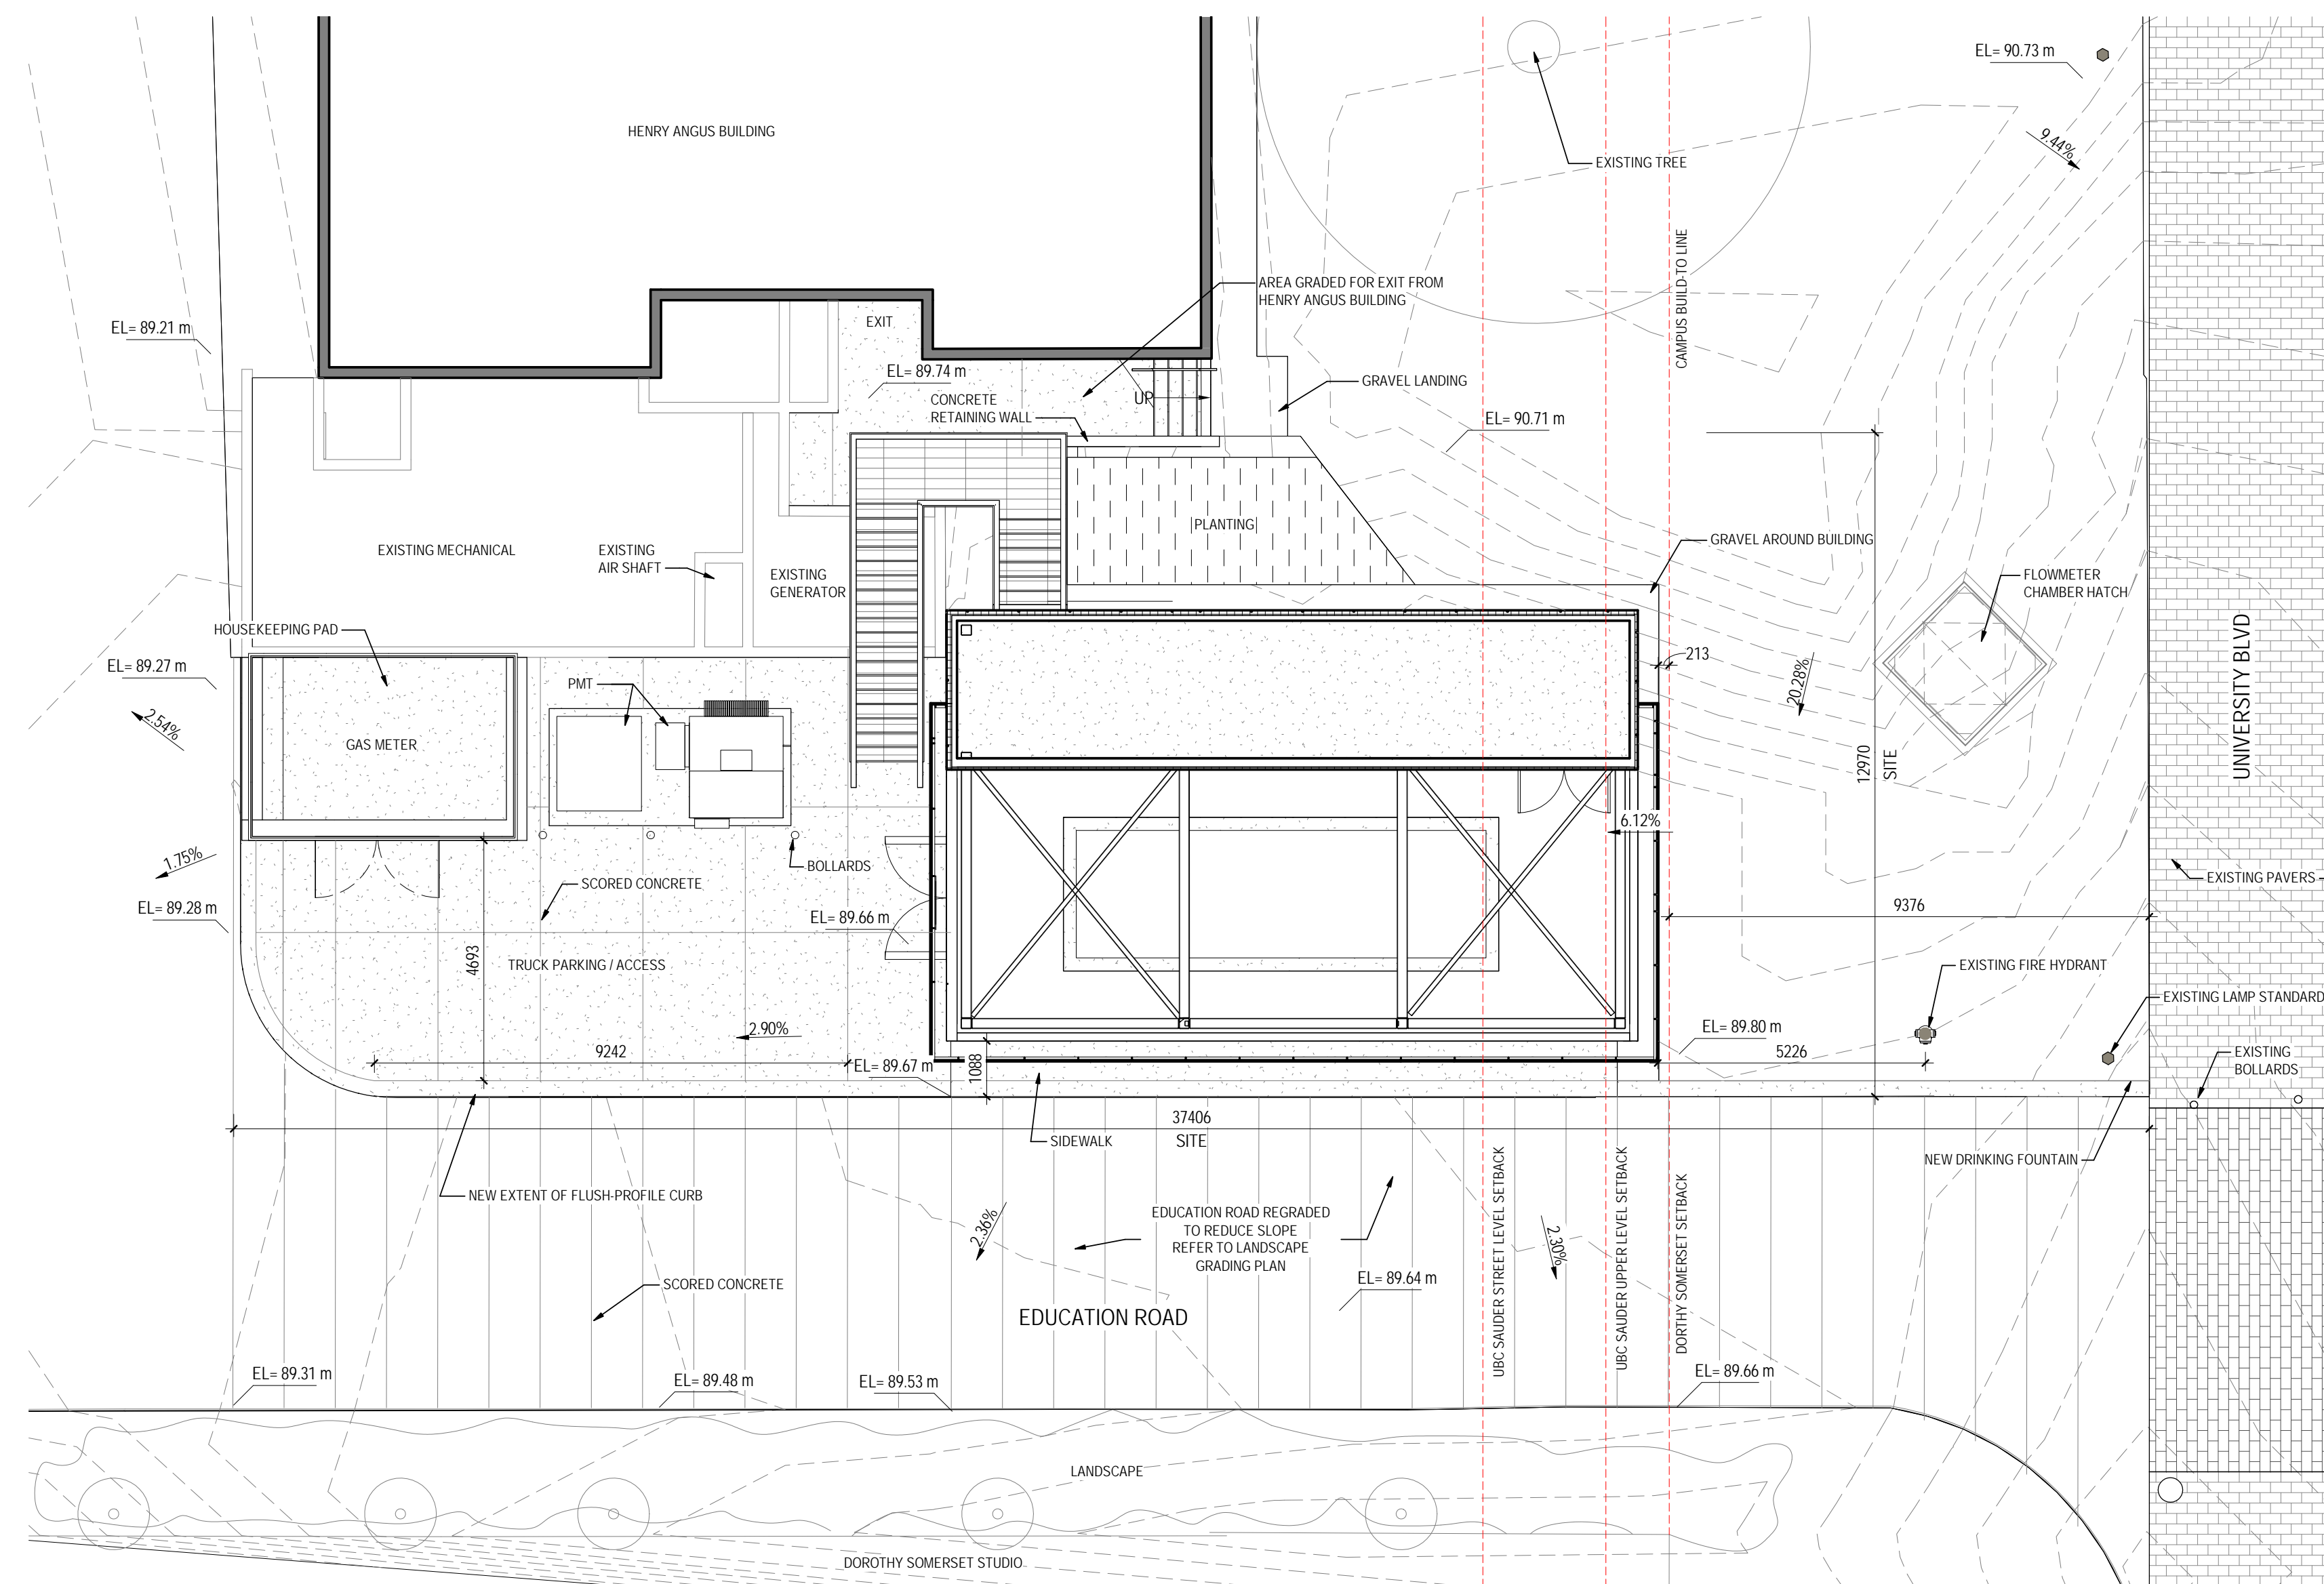 EL= 90.73 m
HENRY ANGUS BUILDING
9.44%
EXISTING TREE
CAMPUS BUILD-TO LINE
AREA GRADED FOR EXIT FROM
HENRY ANGUS BUILDING
EXIT
EL= 89.21 m
EL= 89.74 m
GRAVEL LANDING
CONCRETE
RETAINING WALL
UP
EL= 90.71 m
PLANTING
GRAVEL AROUND BUILDING
EXISTING MECHANICAL
EXISTING
AIR SHAFT
EXISTING
GENERATOR
FLOWMETER
CHAMBER HATCH
HOUSEKEEPING PAD
EL= 89.27 m
213
20.28%
UNIVERSITY BLVD
PMT
2.54%
GAS METER
12970
SITE
6.12%
1.75%
BOLLARDS
SCORED CONCRETE
EXISTING PAVERS
EL= 89.28 m
EL= 89.66 m
9376
4693
TRUCK PARKING / ACCESS
EXISTING FIRE HYDRANT
EXISTING LAMP STANDARD
2.90%
EL= 89.80 m
9242
5226
EXISTING
BOLLARDS
EL= 89.67 m
1088
37406
SITE
SIDEWALK
NEW DRINKING FOUNTAIN
NEW EXTENT OF FLUSH-PROFILE CURB
2.36%
EDUCATION ROAD REGRADED
TO REDUCE SLOPE
REFER TO LANDSCAPE
GRADING PLAN
2.30%
UBC SAUDER STREET LEVEL SETBACK
UBC SAUDER UPPER LEVEL SETBACK
DORTHY SOMERSET SETBACK
SCORED CONCRETE
EL= 89.64 m
EDUCATION ROAD
EL= 89.31 m
EL= 89.48 m
EL= 89.53 m
EL= 89.66 m
LANDSCAPE
DOROTHY SOMERSET STUDIO